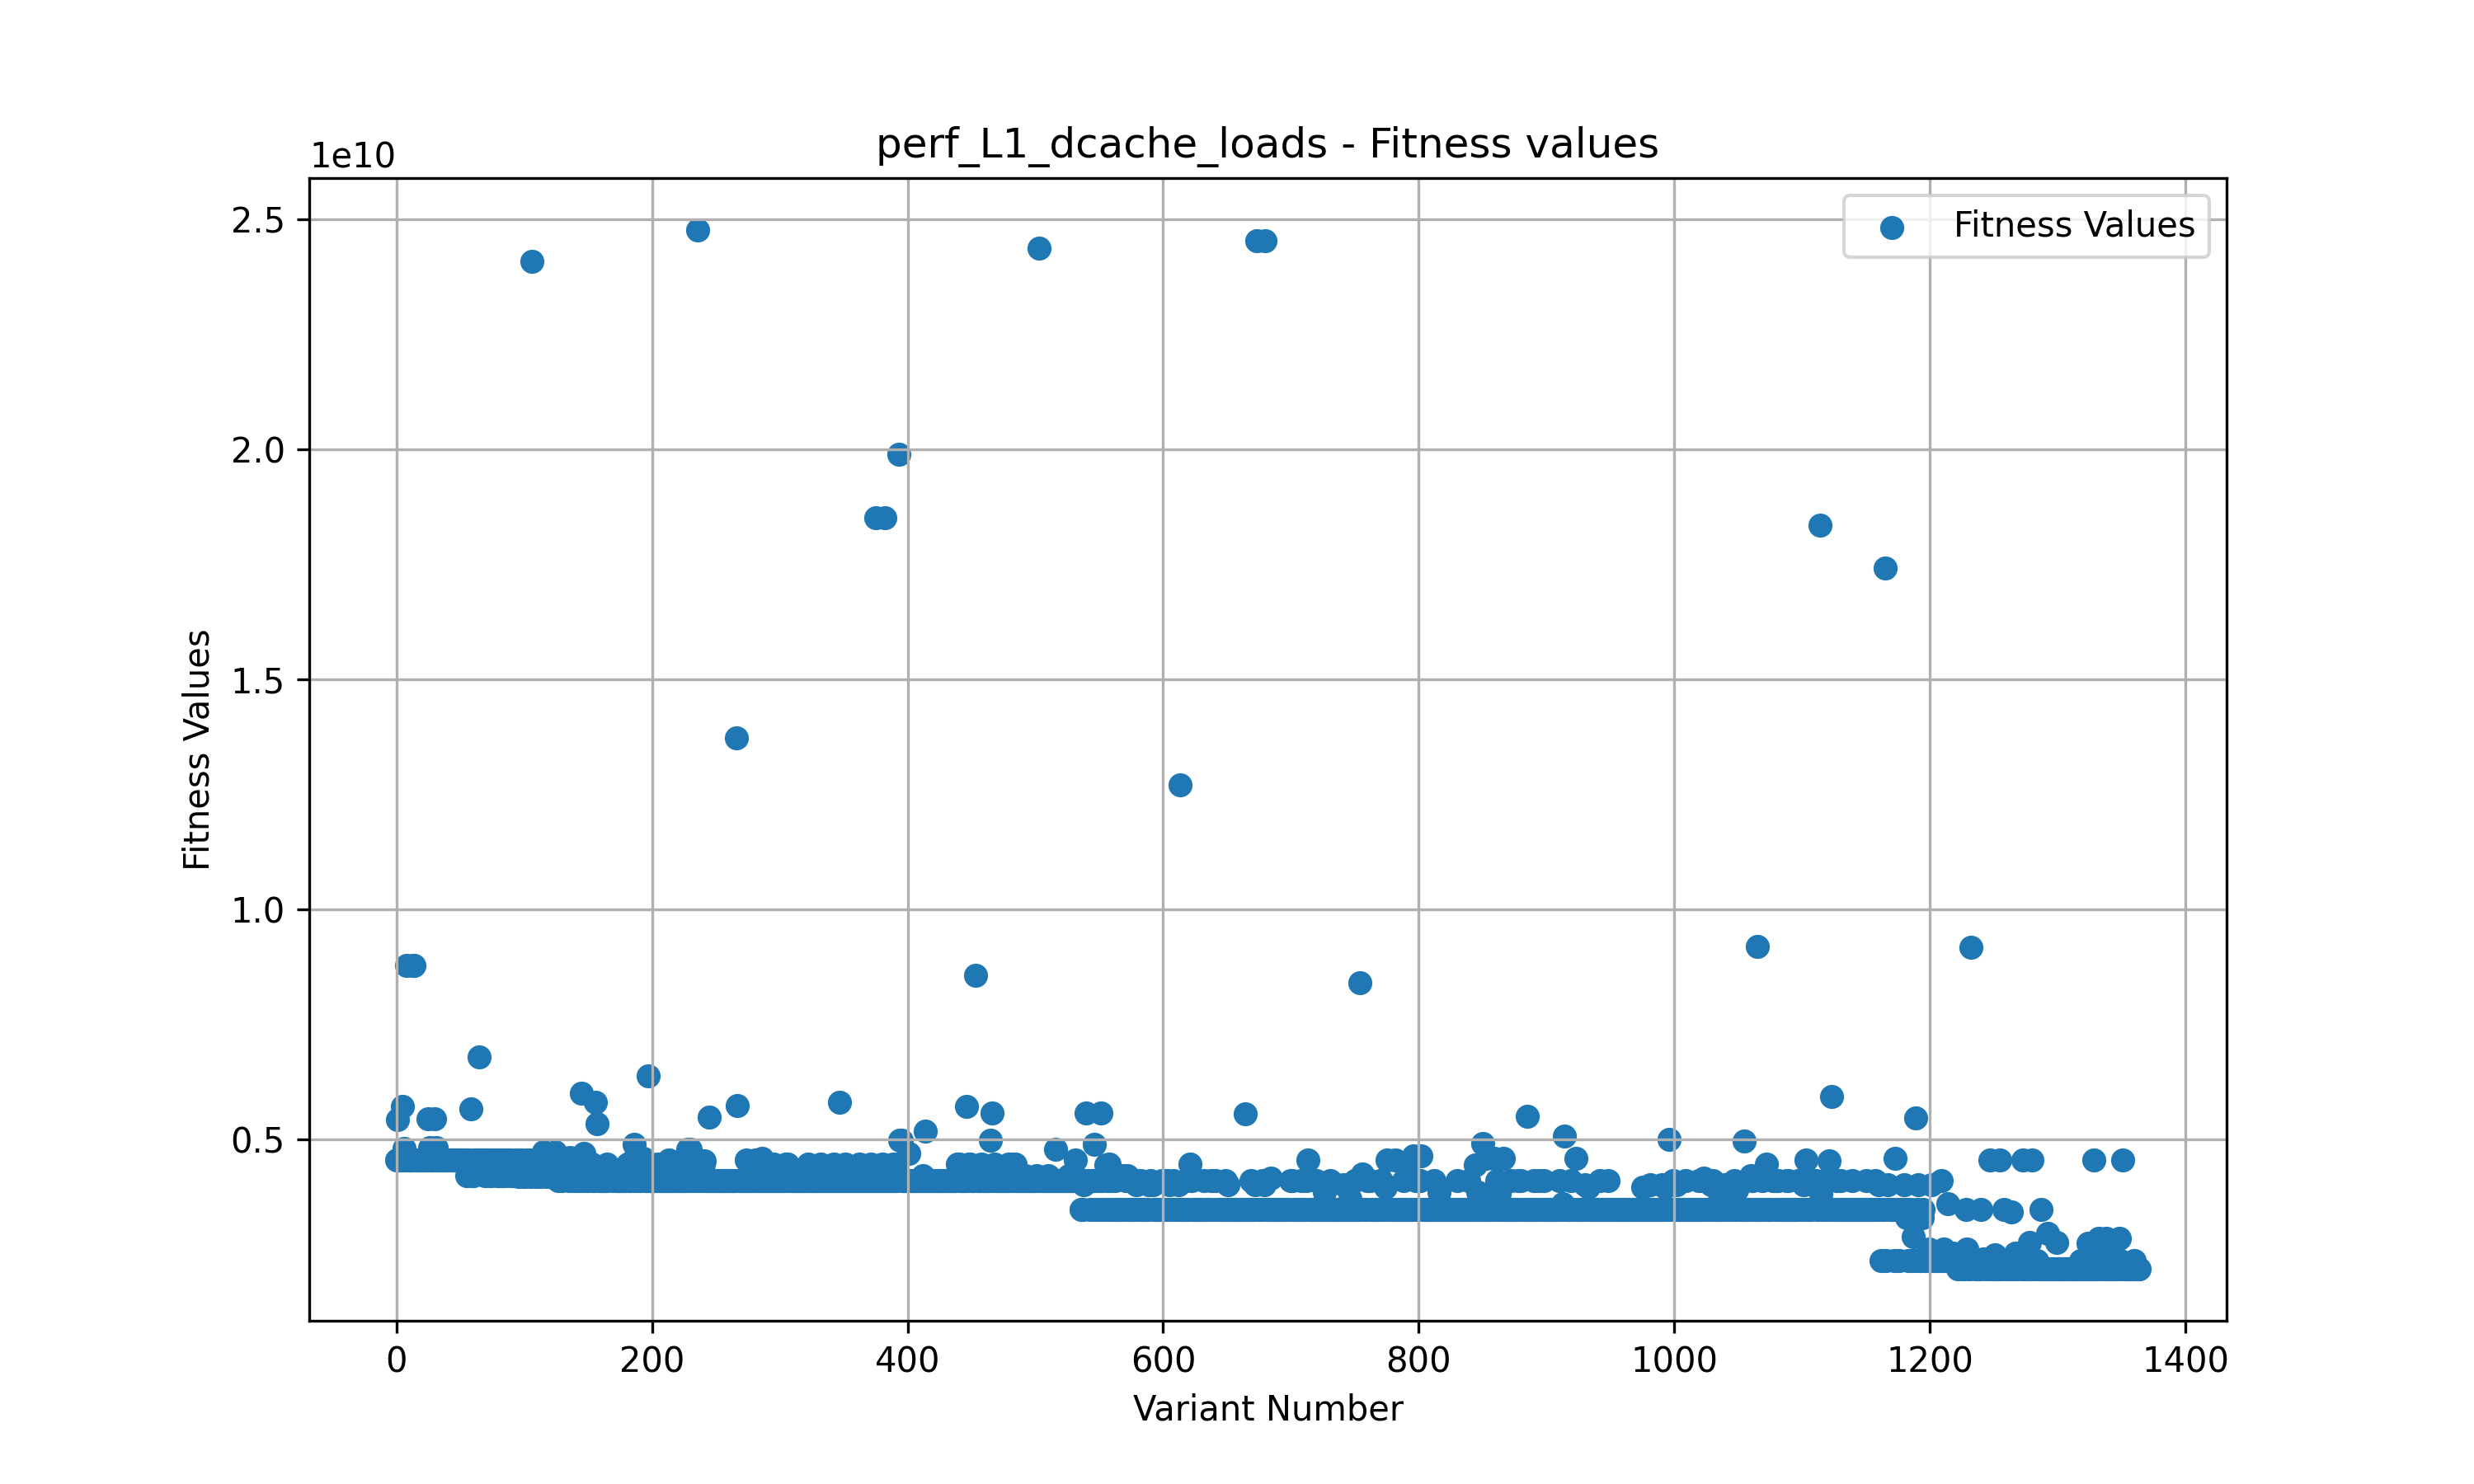 perf_L1_dcache_loads - Fitness values
1e10
2.5
2.0
1.5
1.0
0.5
Fitness Values
Fitness Values
0 200 400 600 800 1000 1200 1400
Variant Number